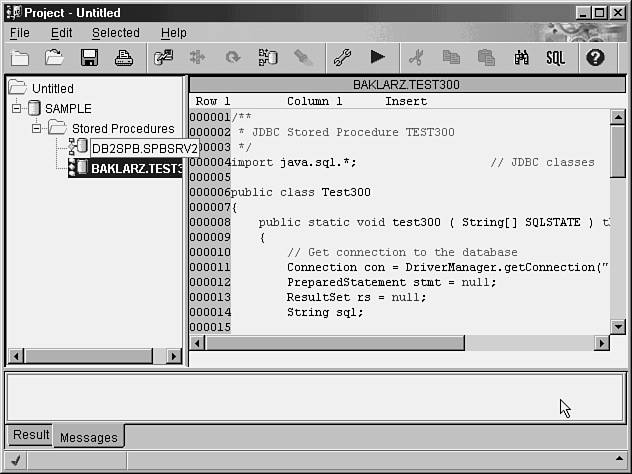 Project - Untitled
File Edit Selected Help
SQL
Untitled
SAMPLE
Stored Procedures
DB2SPB.SPBSRV2
BAKLARZ.TEST3
BAKLARZ.TEST300
Row 1 Column 1 Insert
000001/**
000002 * JDBC Stored Procedure TEST300
000003 */
000004import java.sql.*; // JDBC classes
000005
000006public class Test300
000007{
000008 public static void test300 ( String[] SQLSTATE ) th
000009 {
000010 // Get connection to the database
000011 Connection con = DriverManager.getConnection("
000012 PreparedStatement stmt = null;
000013 ResultSet rs = null;
000014 String sql;
000015
Result Messages